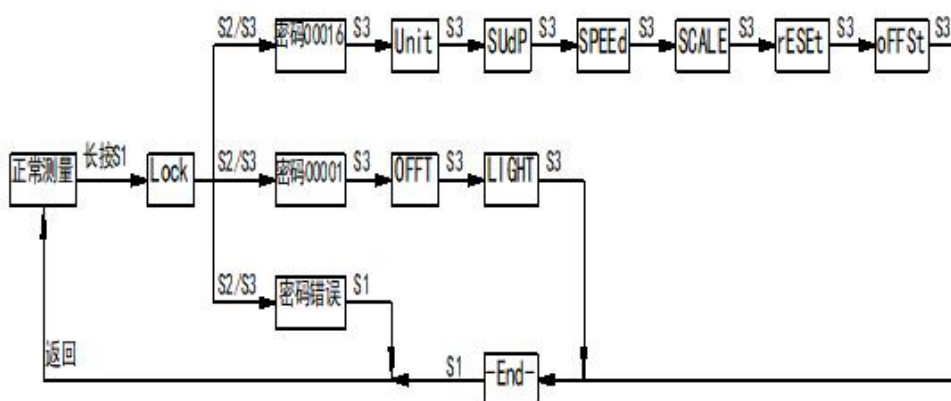 S2/S3 密码00016 S3 Unit S3 SUdP S3 SPEEd S3 SCALE S3 rESEt S3 oFFSt S3
正常测量 长按S1 Lock S2/S3 密码00001 S3 OFFT S3 LIGHT S3
S2/S3 密码错误 S1
返回 S1 -End-